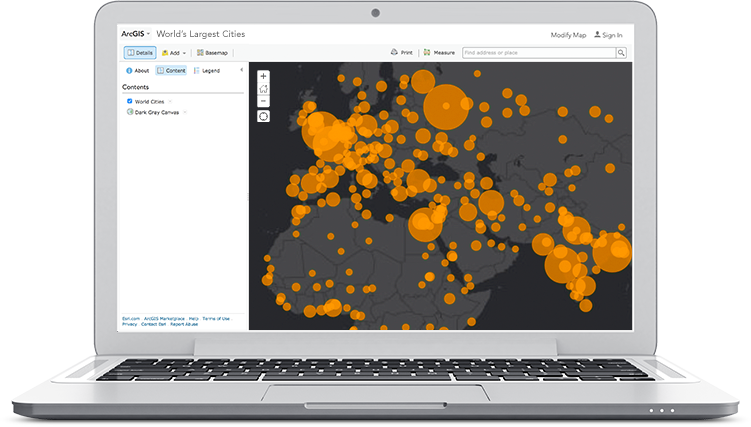 ArcGIS World's Largest Cities
Modify Map Sign In
Details Add Basemap Print Measure Find address or place
About Content Legend
Contents
World Cities
Dark Gray Canvas
Esri.com · ArcGIS Marketplace · Help · Terms of Use ·
Privacy · Contact Esri · Report Abuse